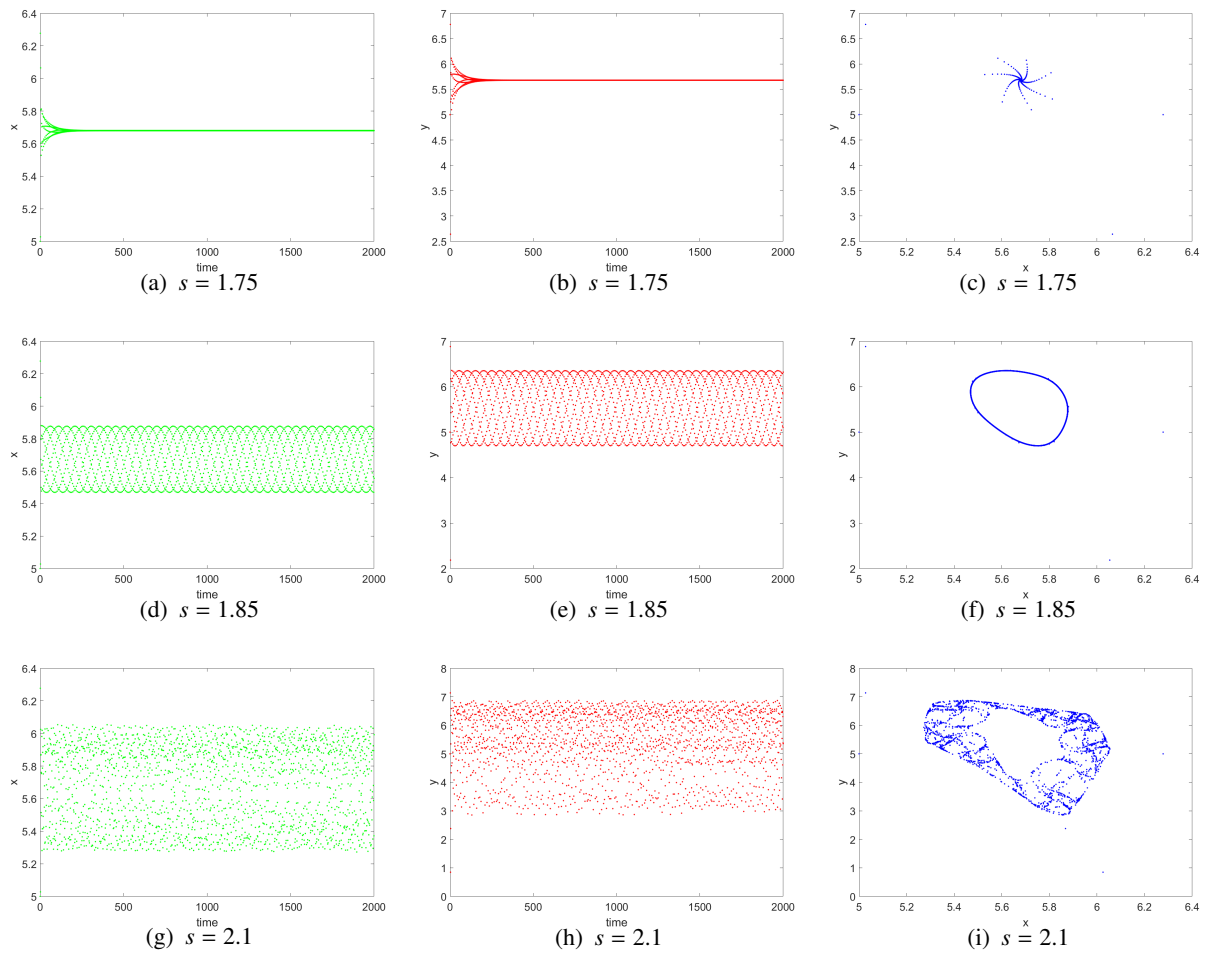 6.4
6.2
6
5.8
5.6
5.4
5.2
5
x
0 500 1000 1500 2000
time
(a) s = 1.75
7
6.5
6
5.5
5
4.5
4
3.5
3
2.5
y
0 500 1000 1500 2000
time
(b) s = 1.75
7
6.5
6
5.5
5
4.5
4
3.5
3
2.5
y
5 5.2 5.4 5.6 5.8 6 6.2 6.4
x
(c) s = 1.75
6.4
6.2
6
5.8
5.6
5.4
5.2
5
x
0 500 1000 1500 2000
time
(d) s = 1.85
7
6
5
4
3
2
y
0 500 1000 1500 2000
time
(e) s = 1.85
7
6
5
4
3
2
y
5 5.2 5.4 5.6 5.8 6 6.2 6.4
x
(f) s = 1.85
6.4
6.2
6
5.8
5.6
5.4
5.2
5
x
0 500 1000 1500 2000
time
(g) s = 2.1
8
7
6
5
4
3
2
1
0
y
0 500 1000 1500 2000
time
(h) s = 2.1
8
7
6
5
4
3
2
1
0
y
5 5.2 5.4 5.6 5.8 6 6.2 6.4
x
(i) s = 2.1